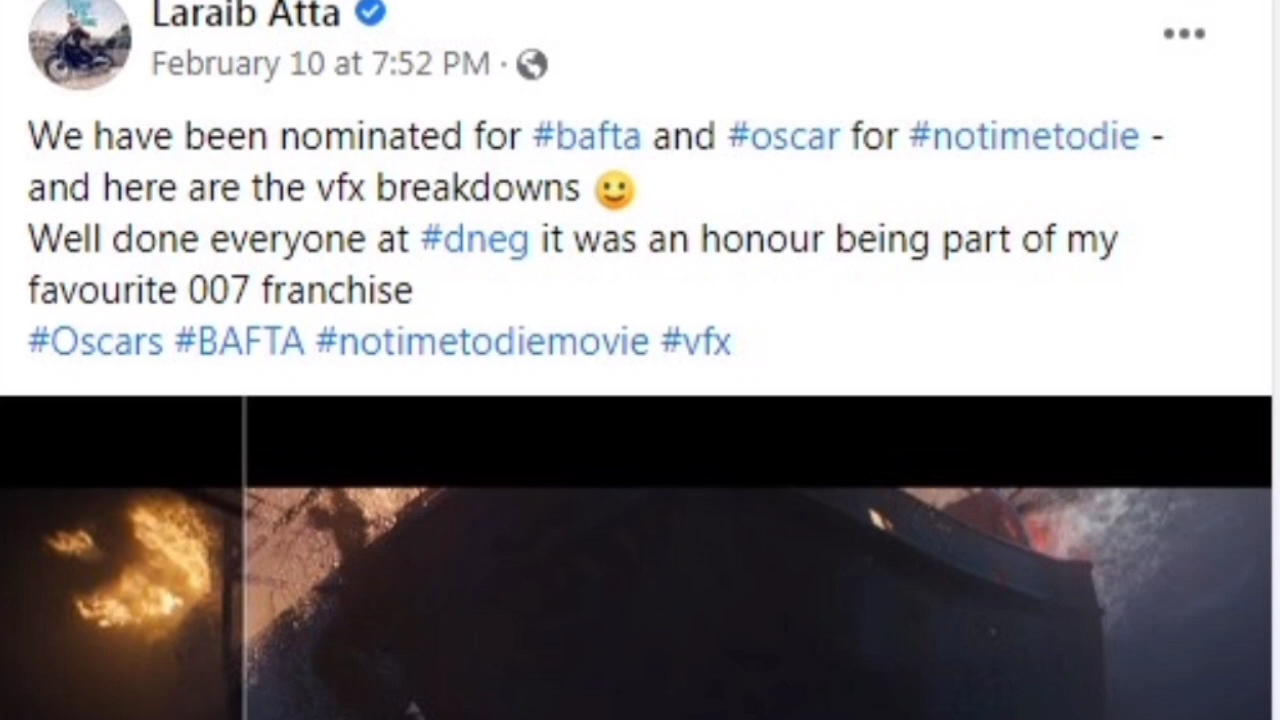 Laraib Atta
February 10 at 7:52 PM ·
We have been nominated for #bafta and #oscar for #notimetodie -
and here are the vfx breakdowns 🙂
Well done everyone at #dneg it was an honour being part of my
favourite 007 franchise
#Oscars #BAFTA #notimetodiemovie #vfx